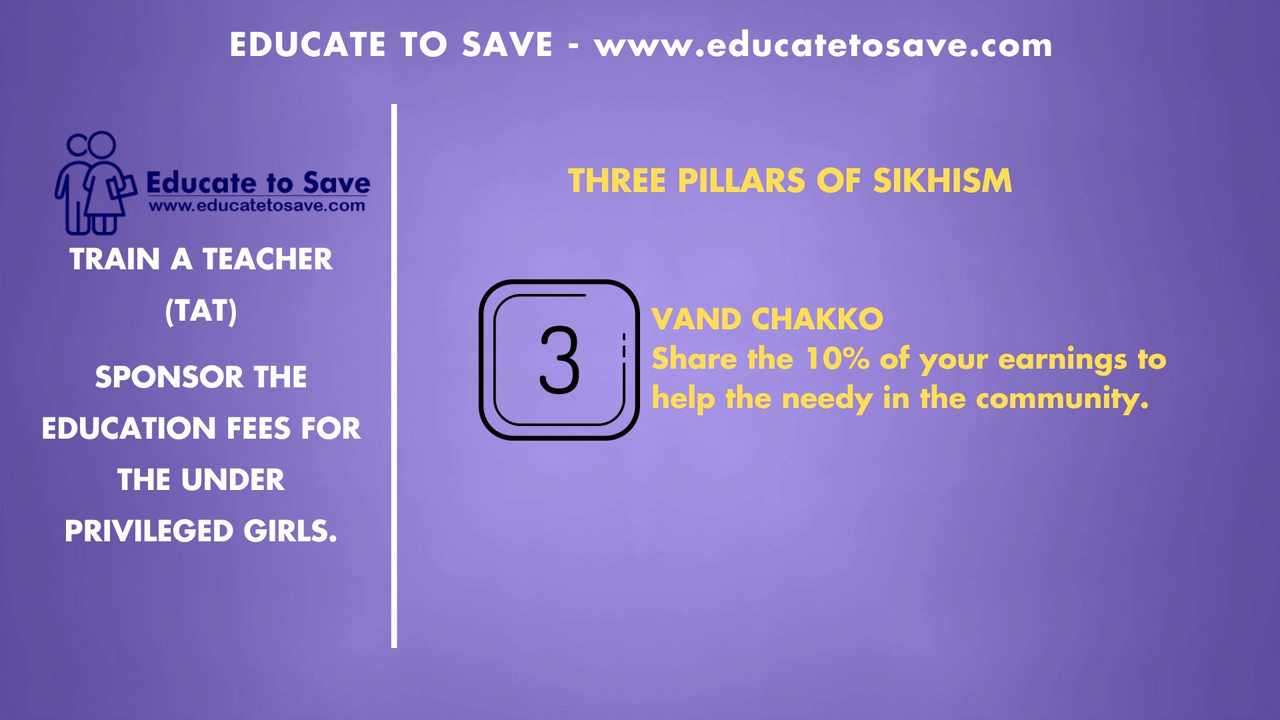 EDUCATE TO SAVE - www.educatetosave.com
Educate to Save
www.educatetosave.com
TRAIN A TEACHER
(TAT)
SPONSOR THE
EDUCATION FEES FOR
THE UNDER
PRIVILEGED GIRLS.
THREE PILLARS OF SIKHISM
3
VAND CHAKKO
Share the 10% of your earnings to
help the needy in the community.